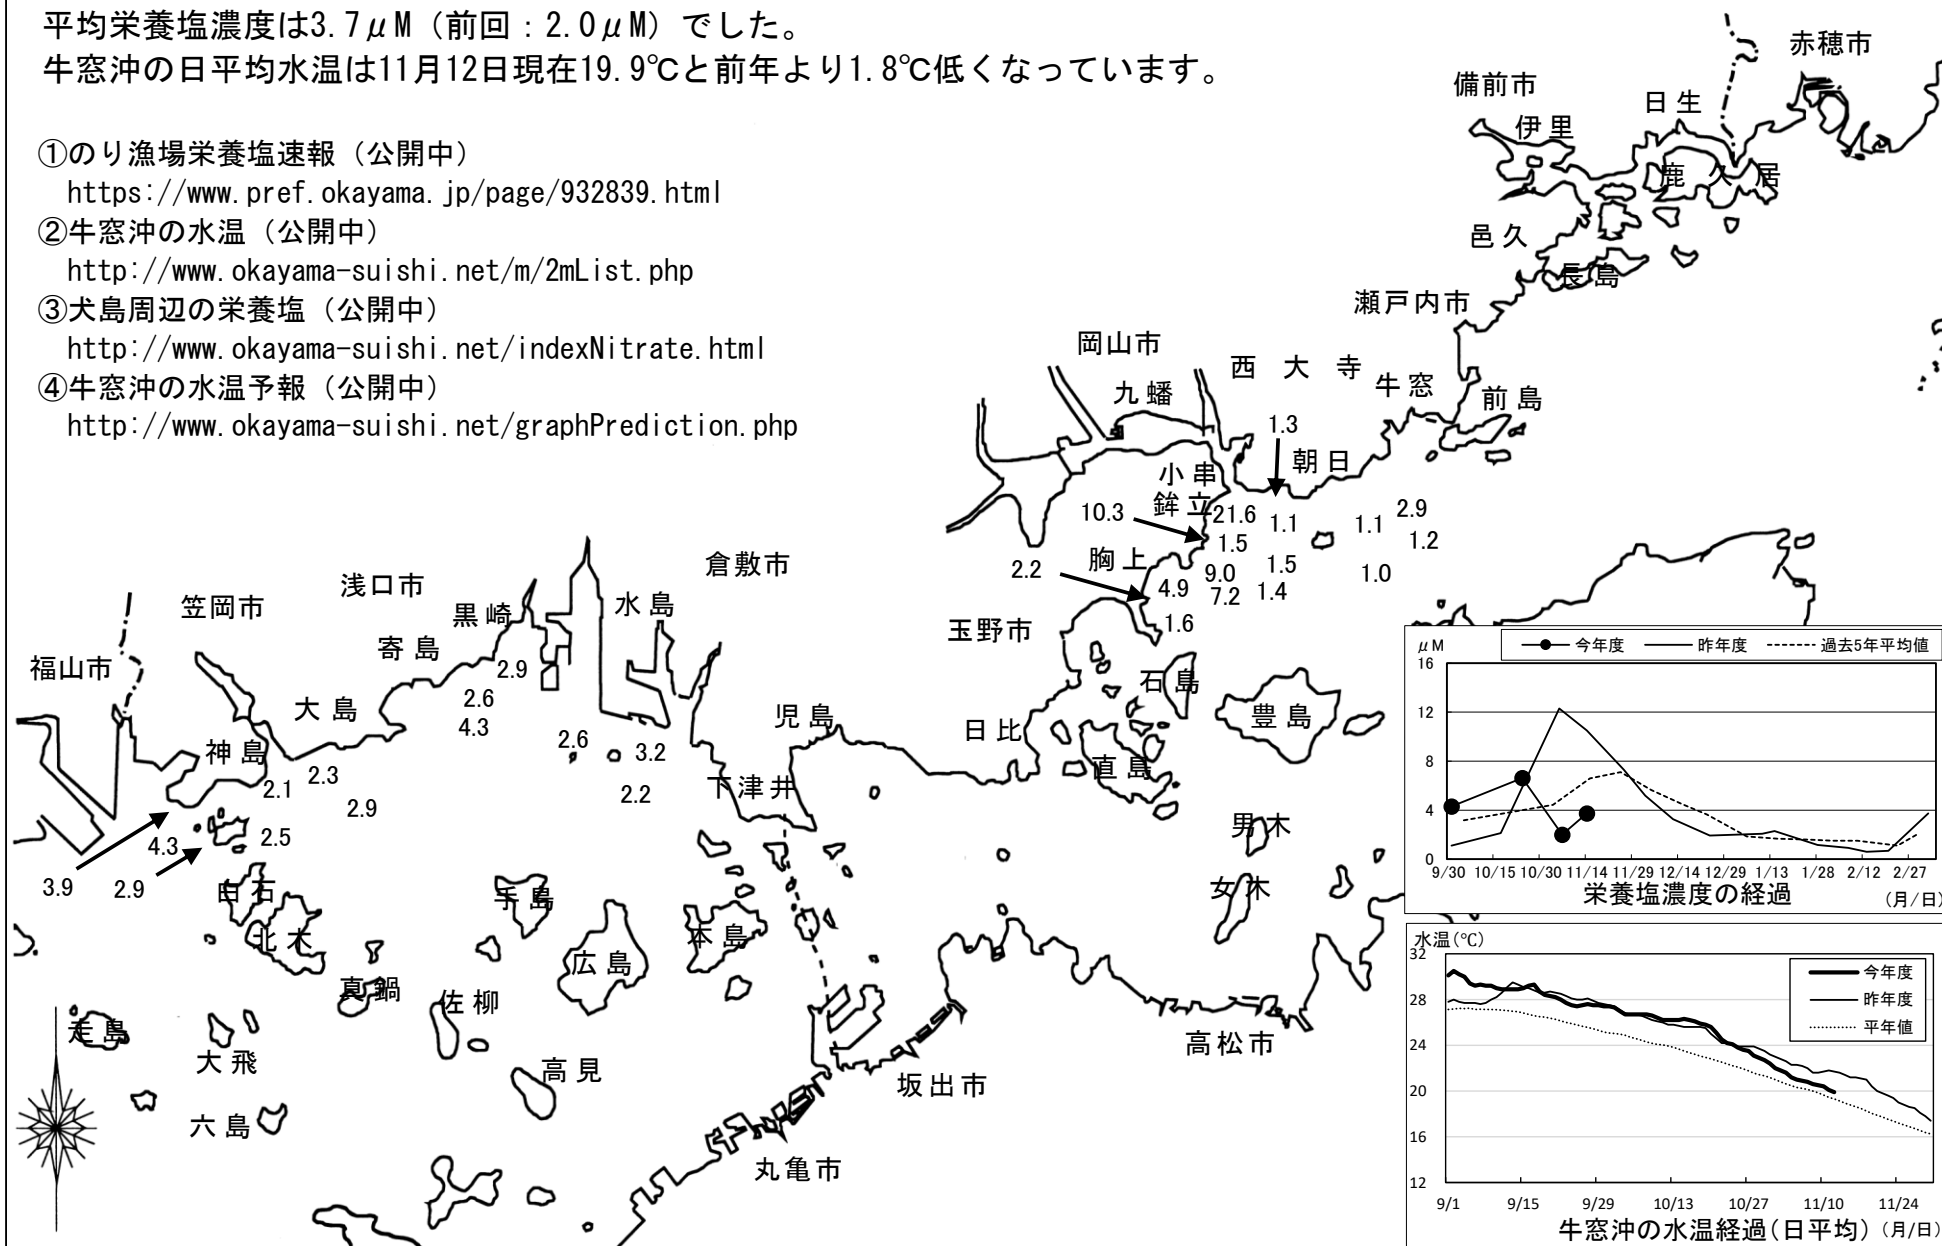 平均栄養塩濃度は3.7μM（前回：2.0μM）でした。
牛窓沖の日平均水温は11月12日現在19.9℃と前年より1.8℃低くなっています。
①のり漁場栄養塩速報（公開中）
https://www.pref.okayama.jp/page/932839.html
②牛窓沖の水温（公開中）
http://www.okayama-suishi.net/m/2mList.php
③犬島周辺の栄養塩（公開中）
http://www.okayama-suishi.net/indexNitrate.html
④牛窓沖の水温予報（公開中）
http://www.okayama-suishi.net/graphPrediction.php
赤穂市
備前市
日生
伊里
鹿久居
邑久
長島
瀬戸内市
岡山市
西大寺
九蟠
牛窓
前島
1.3
朝日
小串
鉾立
10.3
21.6
1.1
1.1
2.9
1.5
1.2
胸上
2.2
9.0
1.5
1.0
4.9
7.2
1.4
1.6
玉野市
倉敷市
浅口市
笠岡市
水島
黒崎
寄島
福山市
2.9
2.6
4.3
大島
児島
日比
石島
豊島
神島
2.6
3.2
2.3
2.1
2.9
2.2
下津井
直島
2.5
4.3
3.9
2.9
男木
女木
白石
北木
手島
本島
広島
真鍋
佐柳
走島
大飛
高見
六島
高松市
坂出市
丸亀市
μM
今年度
昨年度
過去5年平均値
16
12
8
4
0
9/30 10/15 10/30 11/14 11/29 12/14 12/29 1/13 1/28 2/12 2/27
栄養塩濃度の経過
（月/日）
水温(℃)
今年度
昨年度
平年値
32
28
24
20
16
12
9/1 9/15 9/29 10/13 10/27 11/10 11/24
牛窓沖の水温経過(日平均)
（月/日）